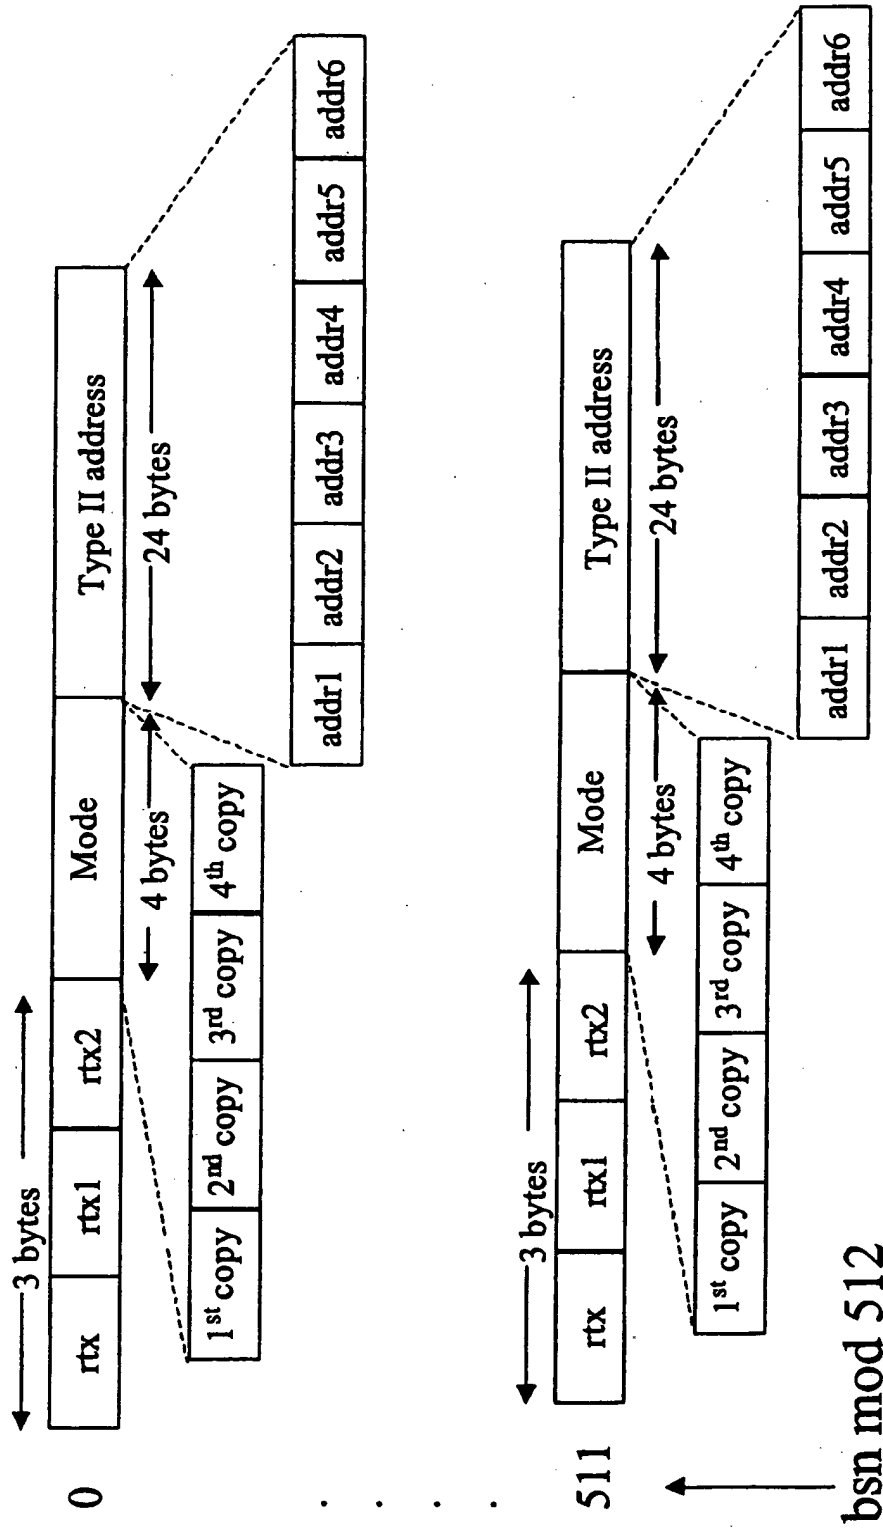 3 bytes
0
rtx rtx1 rtx2 Mode Type II address
4 bytes 24 bytes
1st copy 2nd copy 3rd copy 4th copy
addr1 addr2 addr3 addr4 addr5 addr6
3 bytes
511
rtx rtx1 rtx2 Mode Type II address
4 bytes 24 bytes
1st copy 2nd copy 3rd copy 4th copy
addr1 addr2 addr3 addr4 addr5 addr6
bsn mod 512